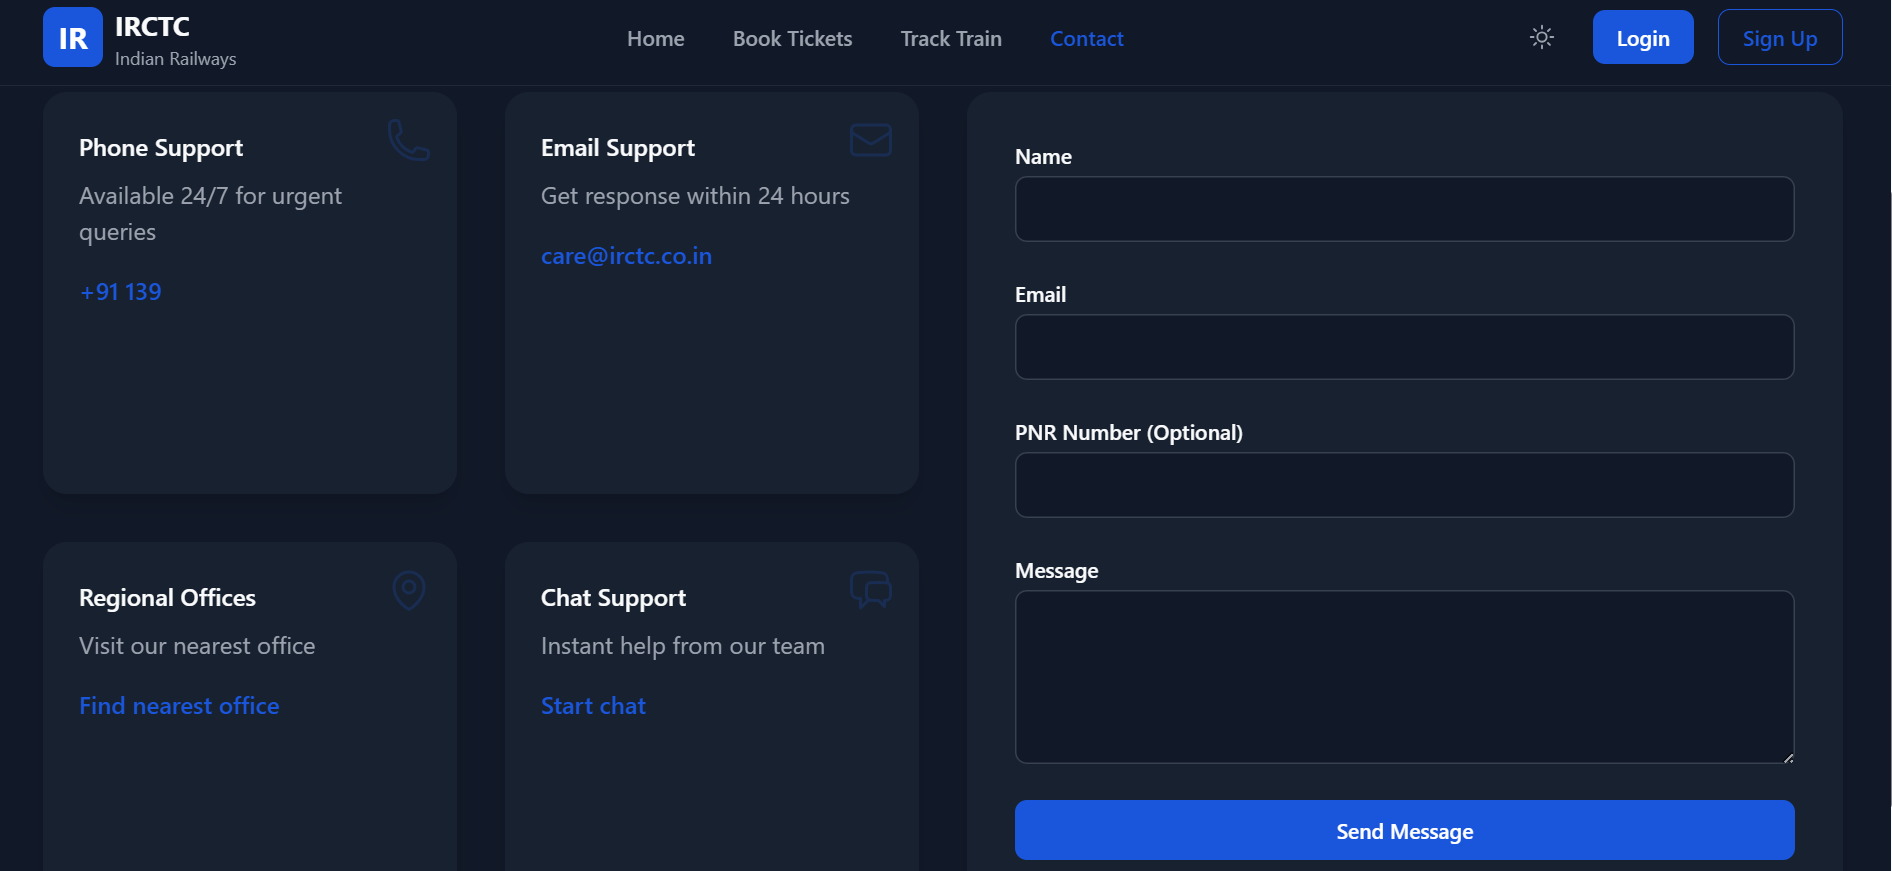 IR
IRCTC
Indian Railways
Home
Book Tickets
Track Train
Contact
Login
Sign Up
Phone Support
Available 24/7 for urgent
queries
+91 139
Email Support
Get response within 24 hours
care@irctc.co.in
Regional Offices
Visit our nearest office
Find nearest office
Chat Support
Instant help from our team
Start chat
Name
Email
PNR Number (Optional)
Message
Send Message